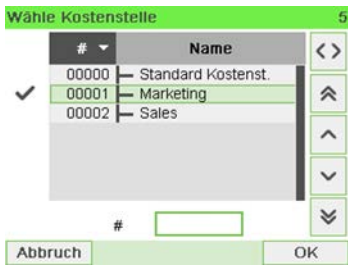 Wähle Kostenstelle 5
# Name
00000 Standard Kostenst.
00001 Marketing
00002 Sales
#
Abbruch OK